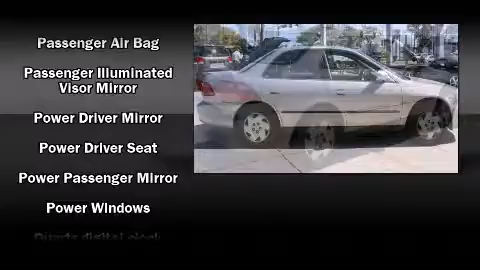 Passenger Air Bag
Passenger Illuminated
Visor Mirror
Power Driver Mirror
Power Driver Seat
Power Passenger Mirror
Power Windows